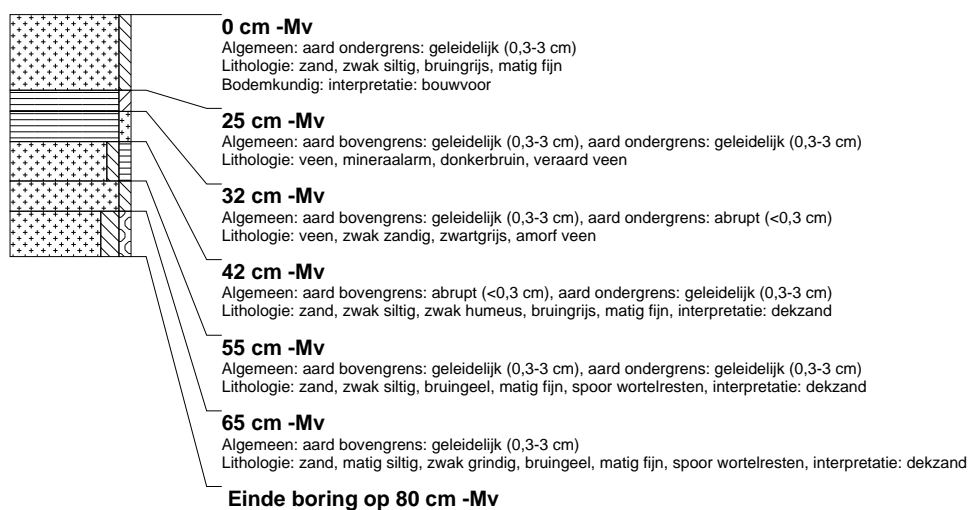 0 cm -Mv
Algemeen: aard ondergrens: geleidelijk (0,3-3 cm)
Lithologie: zand, zwak siltig, bruingrijs, matig fijn
Bodemkundig: interpretatie: bouwvoor
25 cm -Mv
Algemeen: aard bovengrens: geleidelijk (0,3-3 cm), aard ondergrens: geleidelijk (0,3-3 cm)
Lithologie: veen, mineraalarm, donkerbruin, veraard veen
32 cm -Mv
Algemeen: aard bovengrens: geleidelijk (0,3-3 cm), aard ondergrens: abrupt (<0,3 cm)
Lithologie: veen, zwak zandig, zwartgrijs, amorf veen
42 cm -Mv
Algemeen: aard bovengrens: abrupt (<0,3 cm), aard ondergrens: geleidelijk (0,3-3 cm)
Lithologie: zand, zwak siltig, zwak humeus, bruingrijs, matig fijn, interpretatie: dekzand
55 cm -Mv
Algemeen: aard bovengrens: geleidelijk (0,3-3 cm), aard ondergrens: geleidelijk (0,3-3 cm)
Lithologie: zand, zwak siltig, bruingeel, matig fijn, spoor wortelresten, interpretatie: dekzand
65 cm -Mv
Algemeen: aard bovengrens: geleidelijk (0,3-3 cm)
Lithologie: zand, matig siltig, zwak grindig, bruingeel, matig fijn, spoor wortelresten, interpretatie: dekzand
Einde boring op 80 cm -Mv